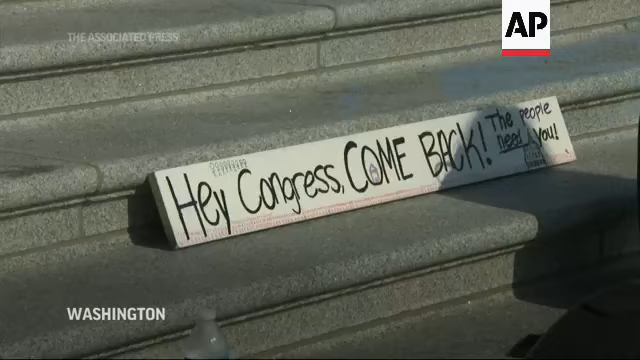 THE ASSOCIATED PRESS
AP
Hey Congress, COME BACK! The people
need you!
WASHINGTON